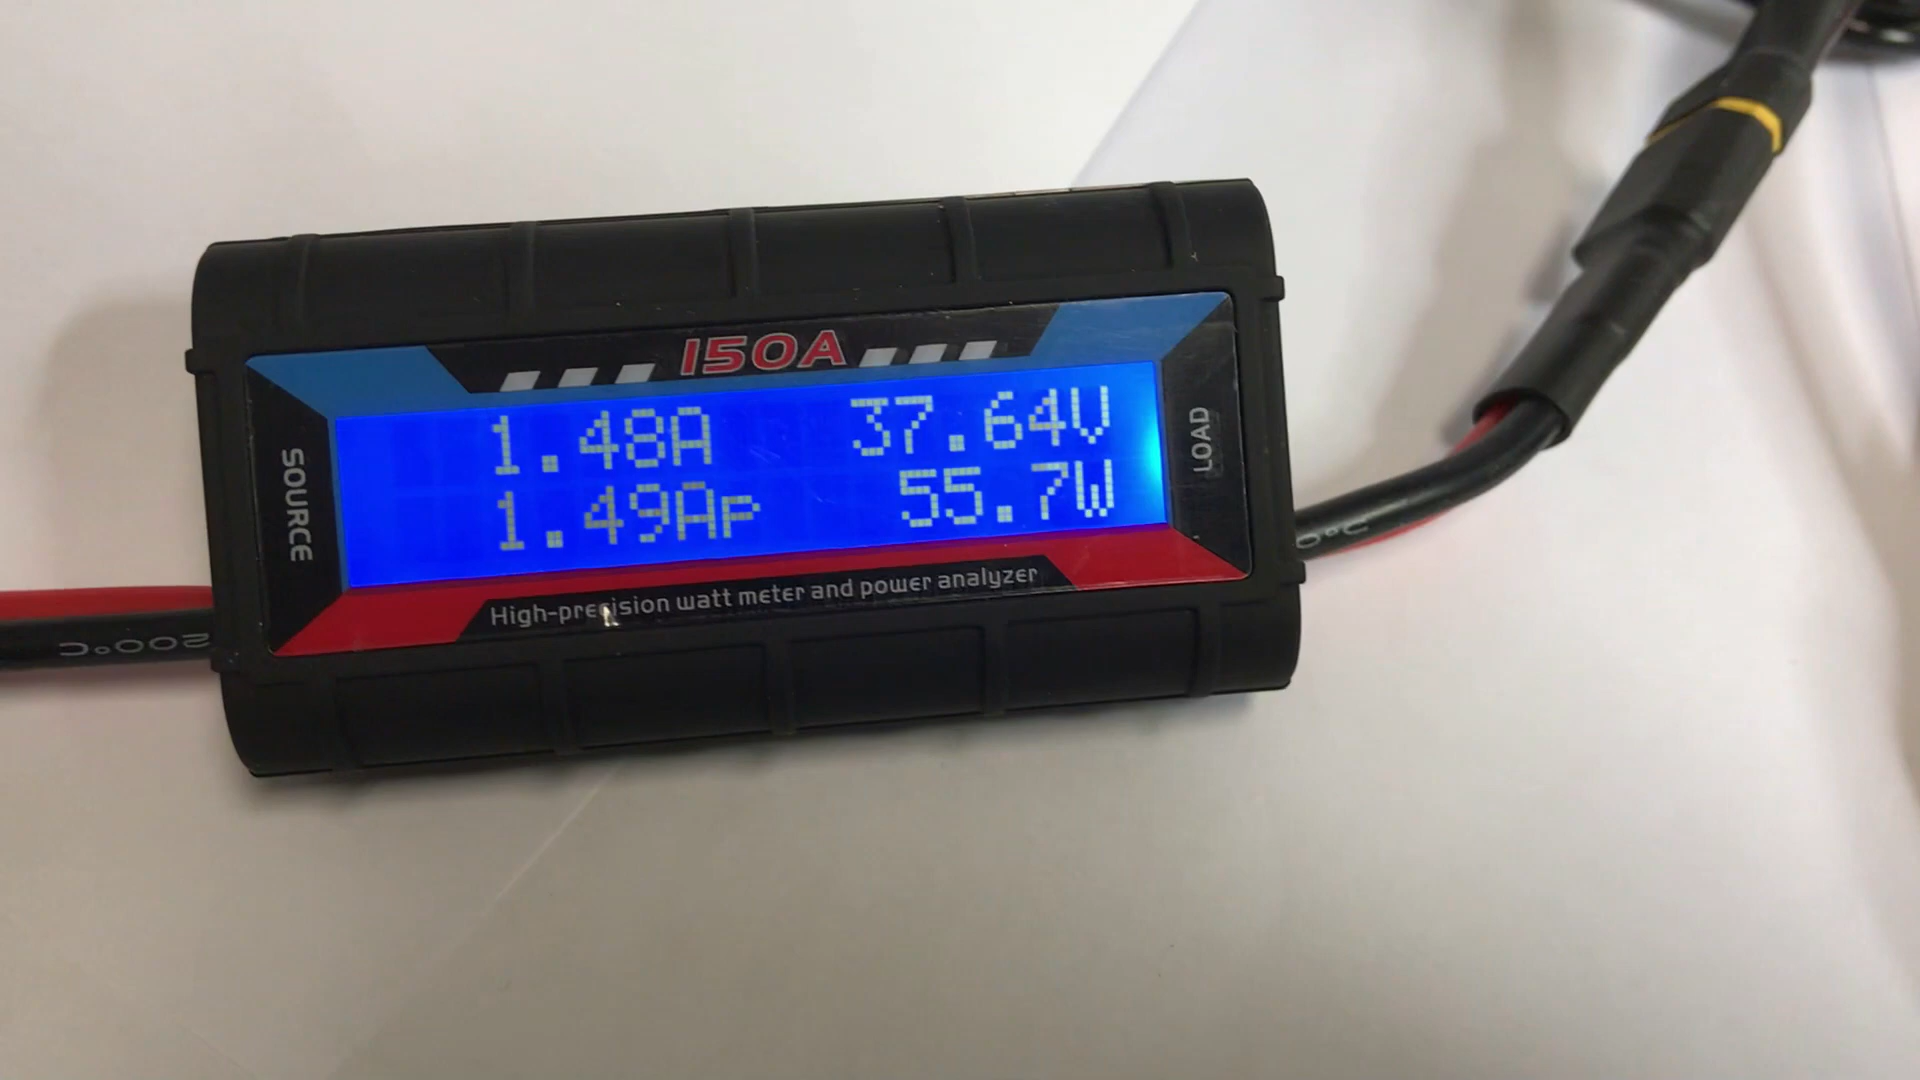 150A
1.48A 37.64V
1.49Ap 55.7W
SOURCE
LOAD
High-precision watt meter and power analyzer
200°C
0°C